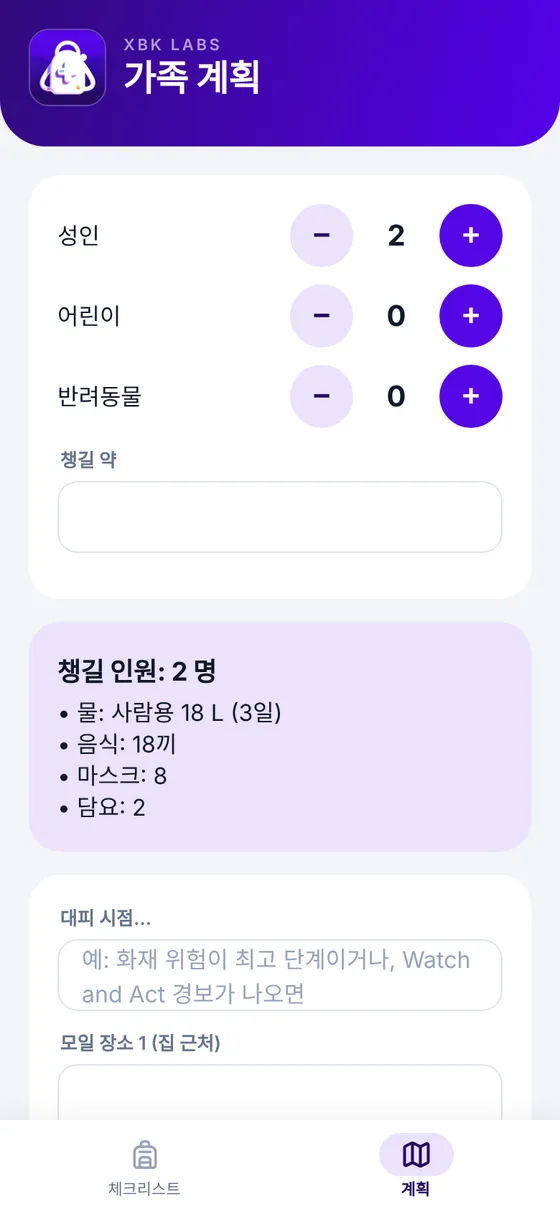 XBK LABS
가족 계획
성인
− 2 +
어린이
− 0 +
반려동물
− 0 +
챙길 약
챙길 인원: 2 명
• 물: 사람용 18 L (3일)
• 음식: 18끼
• 마스크: 8
• 담요: 2
대피 시점...
예: 화재 위험이 최고 단계이거나, Watch
and Act 경보가 나오면
모일 장소 1 (집 근처)
체크리스트
계획